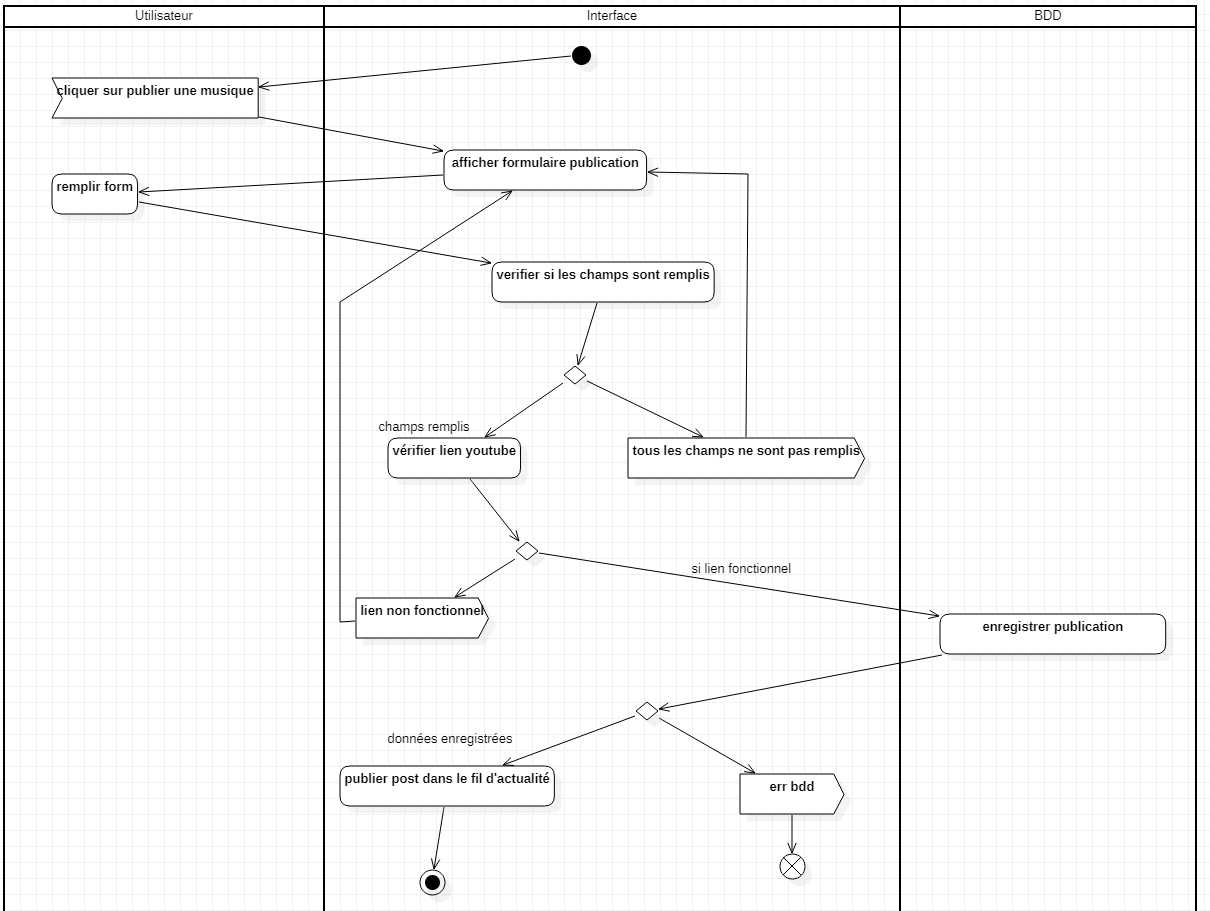 Utilisateur
Interface
BDD
cliquer sur publier une musique
afficher formulaire publication
remplir form
verifier si les champs sont remplis
champs remplis
vérifier lien youtube
tous les champs ne sont pas remplis
si lien fonctionnel
lien non fonctionnel
enregistrer publication
données enregistrées
publier post dans le fil d'actualité
err bdd